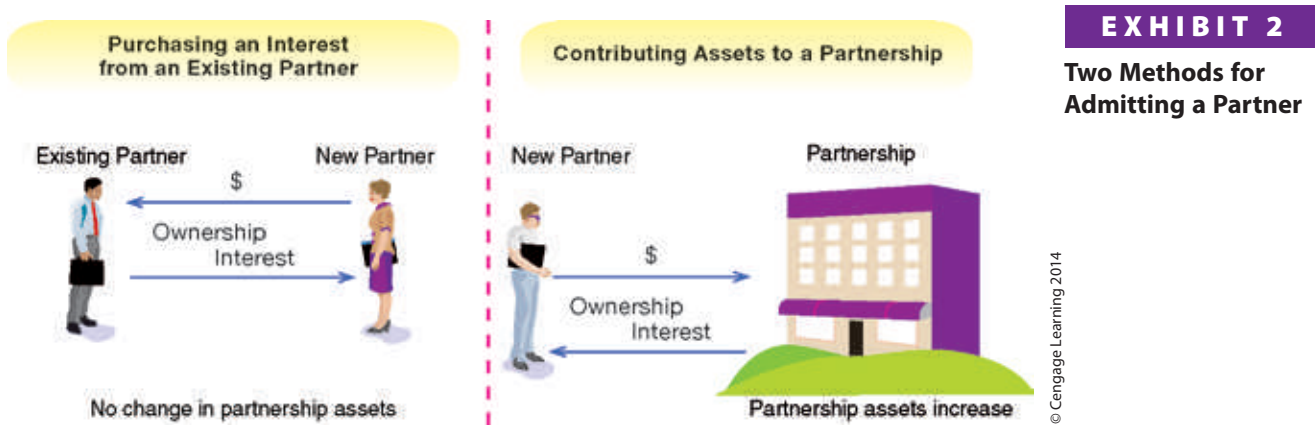 Purchasing an Interest
from an Existing Partner
Existing Partner
New Partner
$
Ownership
Interest
No change in partnership assets
Contributing Assets to a Partnership
New Partner
Partnership
$
Ownership
Interest
Partnership assets increase
© Cengage Learning 2014
EXHIBIT 2
Two Methods for
Admitting a Partner